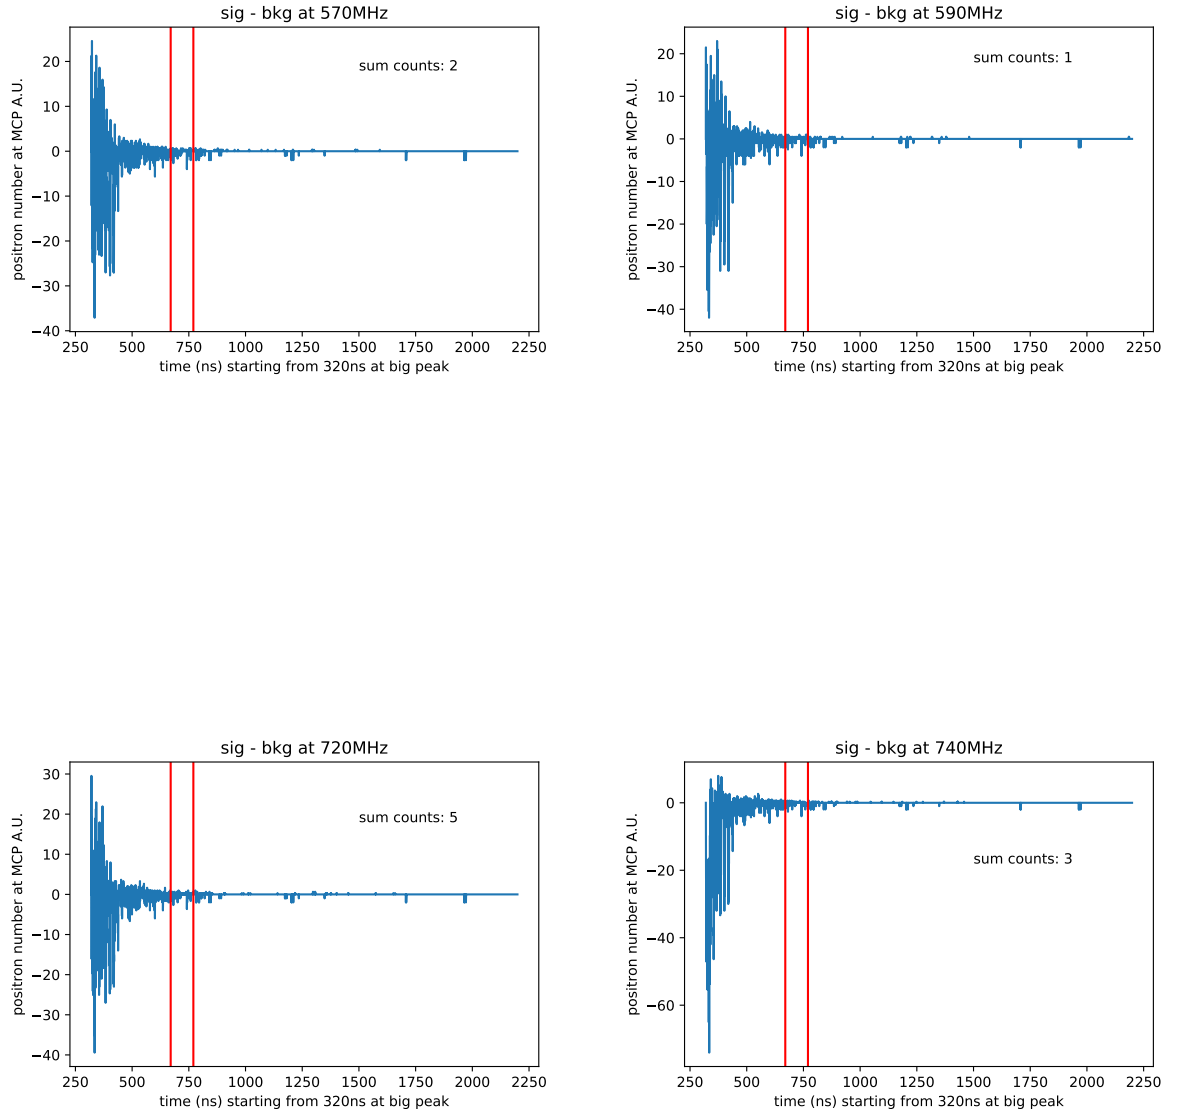 sig - bkg at 570MHz
sum counts: 2
positron number at MCP A.U.
20
10
0
−10
−20
−30
−40
250 500 750 1000 1250 1500 1750 2000 2250
time (ns) starting from 320ns at big peak
sig - bkg at 590MHz
sum counts: 1
positron number at MCP A.U.
20
10
0
−10
−20
−30
−40
250 500 750 1000 1250 1500 1750 2000 2250
time (ns) starting from 320ns at big peak
sig - bkg at 720MHz
sum counts: 5
positron number at MCP A.U.
30
20
10
0
−10
−20
−30
−40
250 500 750 1000 1250 1500 1750 2000 2250
time (ns) starting from 320ns at big peak
sig - bkg at 740MHz
sum counts: 3
positron number at MCP A.U.
0
−20
−40
−60
250 500 750 1000 1250 1500 1750 2000 2250
time (ns) starting from 320ns at big peak